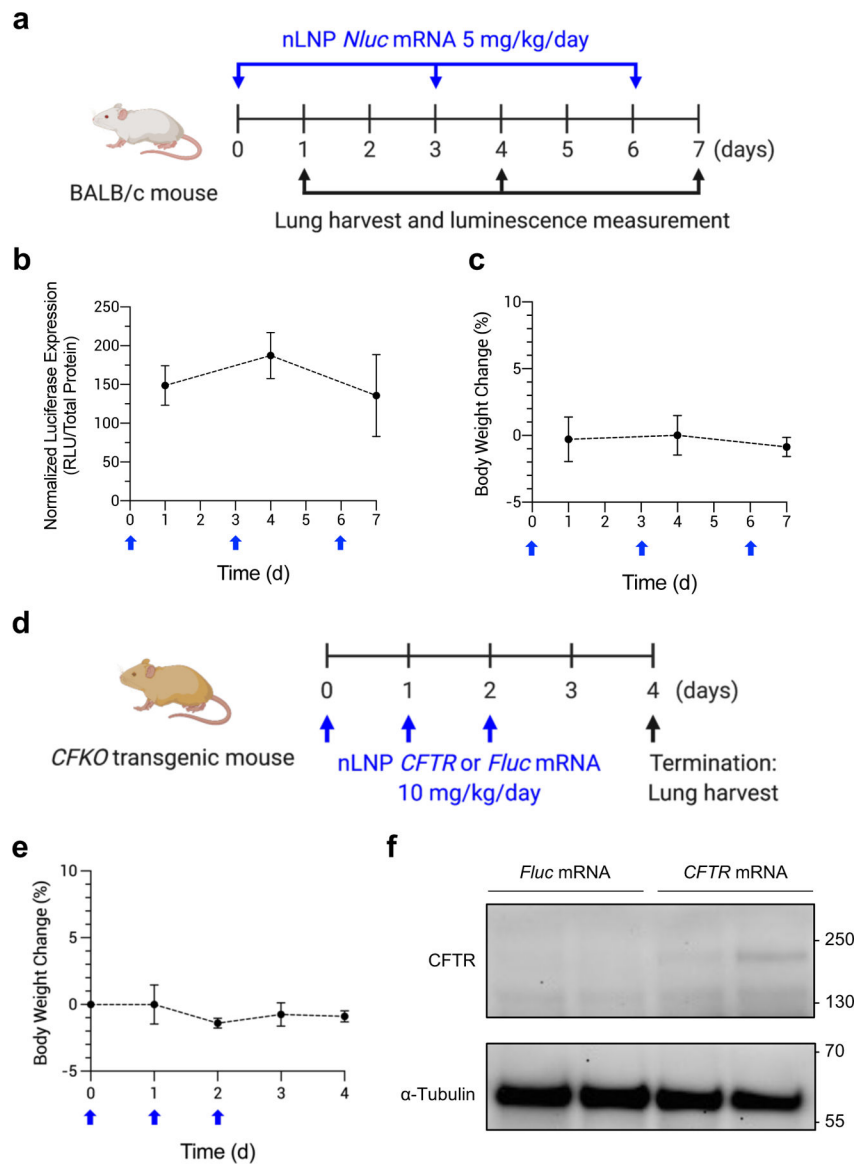 a
nLNP Nluc mRNA 5 mg/kg/day
0 1 2 3 4 5 6 7 (days)
BALB/c mouse
Lung harvest and luminescence measurement
b
Normalized Luciferase Expression
(RLU/Total Protein)
250
200
150
100
50
0
0 1 2 3 4 5 6 7
Time (d)
c
Body Weight Change (%)
10
5
0
-5
0 1 2 3 4 5 6 7
Time (d)
d
0 1 2 3 4 (days)
CFKO transgenic mouse
nLNP CFTR or Fluc mRNA
10 mg/kg/day
Termination:
Lung harvest
e
Body Weight Change (%)
10
5
0
-5
0 1 2 3 4
Time (d)
f
Fluc mRNA CFTR mRNA
CFTR
- 250
- 130
α-Tubulin
- 70
- 55